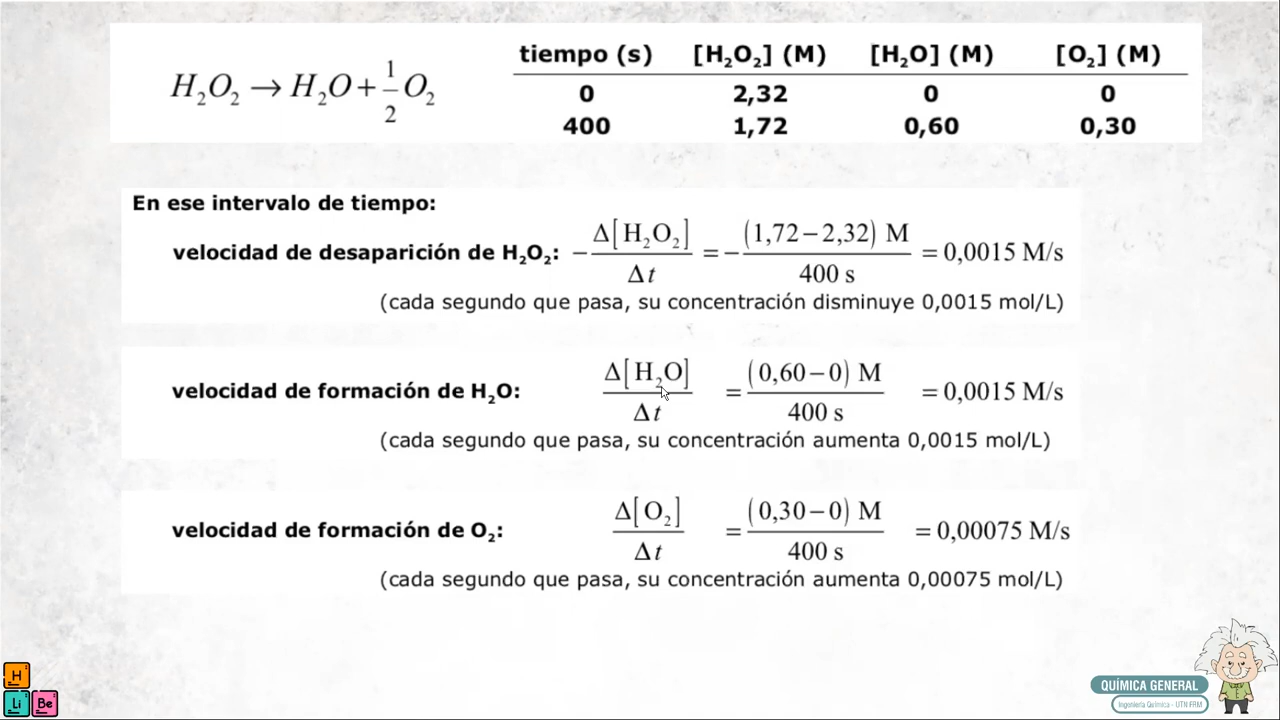 H₂O₂ → H₂O + 1/2 O₂
tiempo (s) [H₂O₂] (M) [H₂O] (M) [O₂] (M)
0 2,32 0 0
400 1,72 0,60 0,30
En ese intervalo de tiempo:
velocidad de desaparición de H₂O₂: − Δ[H₂O₂] / Δt = − (1,72 − 2,32) M / 400 s = 0,0015 M/s
(cada segundo que pasa, su concentración disminuye 0,0015 mol/L)
velocidad de formación de H₂O: Δ[H₂O] / Δt = (0,60 − 0) M / 400 s = 0,0015 M/s
(cada segundo que pasa, su concentración aumenta 0,0015 mol/L)
velocidad de formación de O₂: Δ[O₂] / Δt = (0,30 − 0) M / 400 s = 0,00075 M/s
(cada segundo que pasa, su concentración aumenta 0,00075 mol/L)
H
Li Be
QUÍMICA GENERAL
Ingeniería Química - UTN FRM